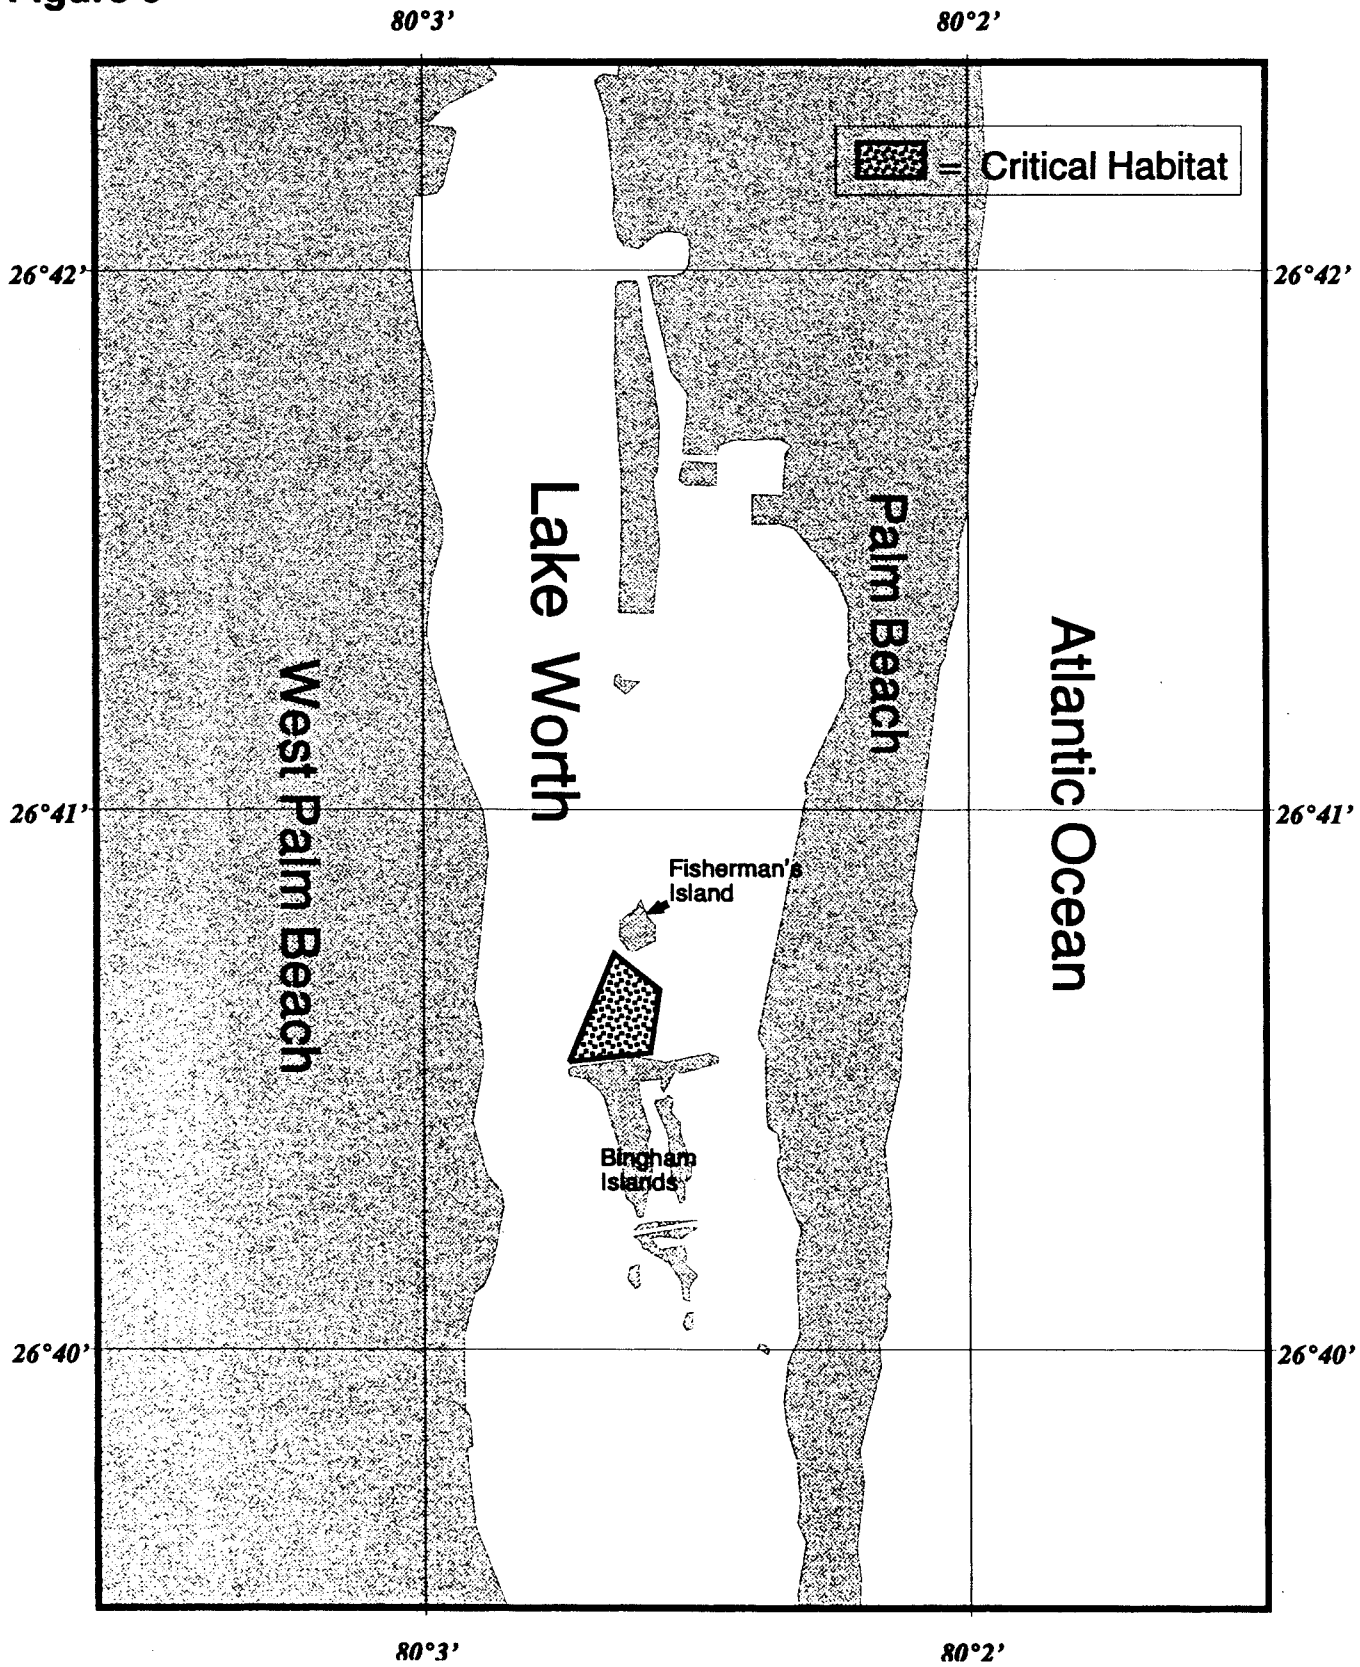 80°3'
80°2'
= Critical Habitat
26°42'
26°42'
Lake Worth
Palm Beach
Atlantic Ocean
West Palm Beach
26°41'
26°41'
Fisherman's
Island
Bingham
Islands
26°40'
26°40'
80°3'
80°2'